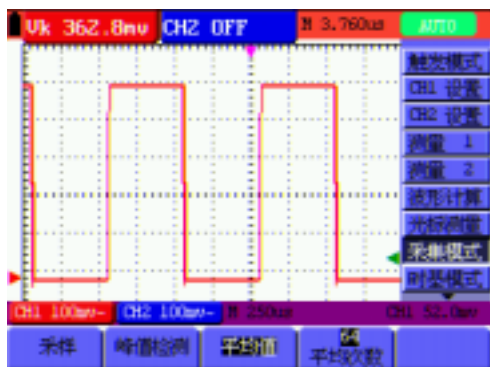 Vk 362.8mv CH2 OFF M 3.760us AUTO
触发模式
CH1 设置
CH2 设置
测量 1
测量 2
波形计算
光标测量
采集模式
时基模式
CH1 100mv~ CH2 100mv~ M 250us CH1 52.0mv
采样 峰值检测 平均值 64
平均次数